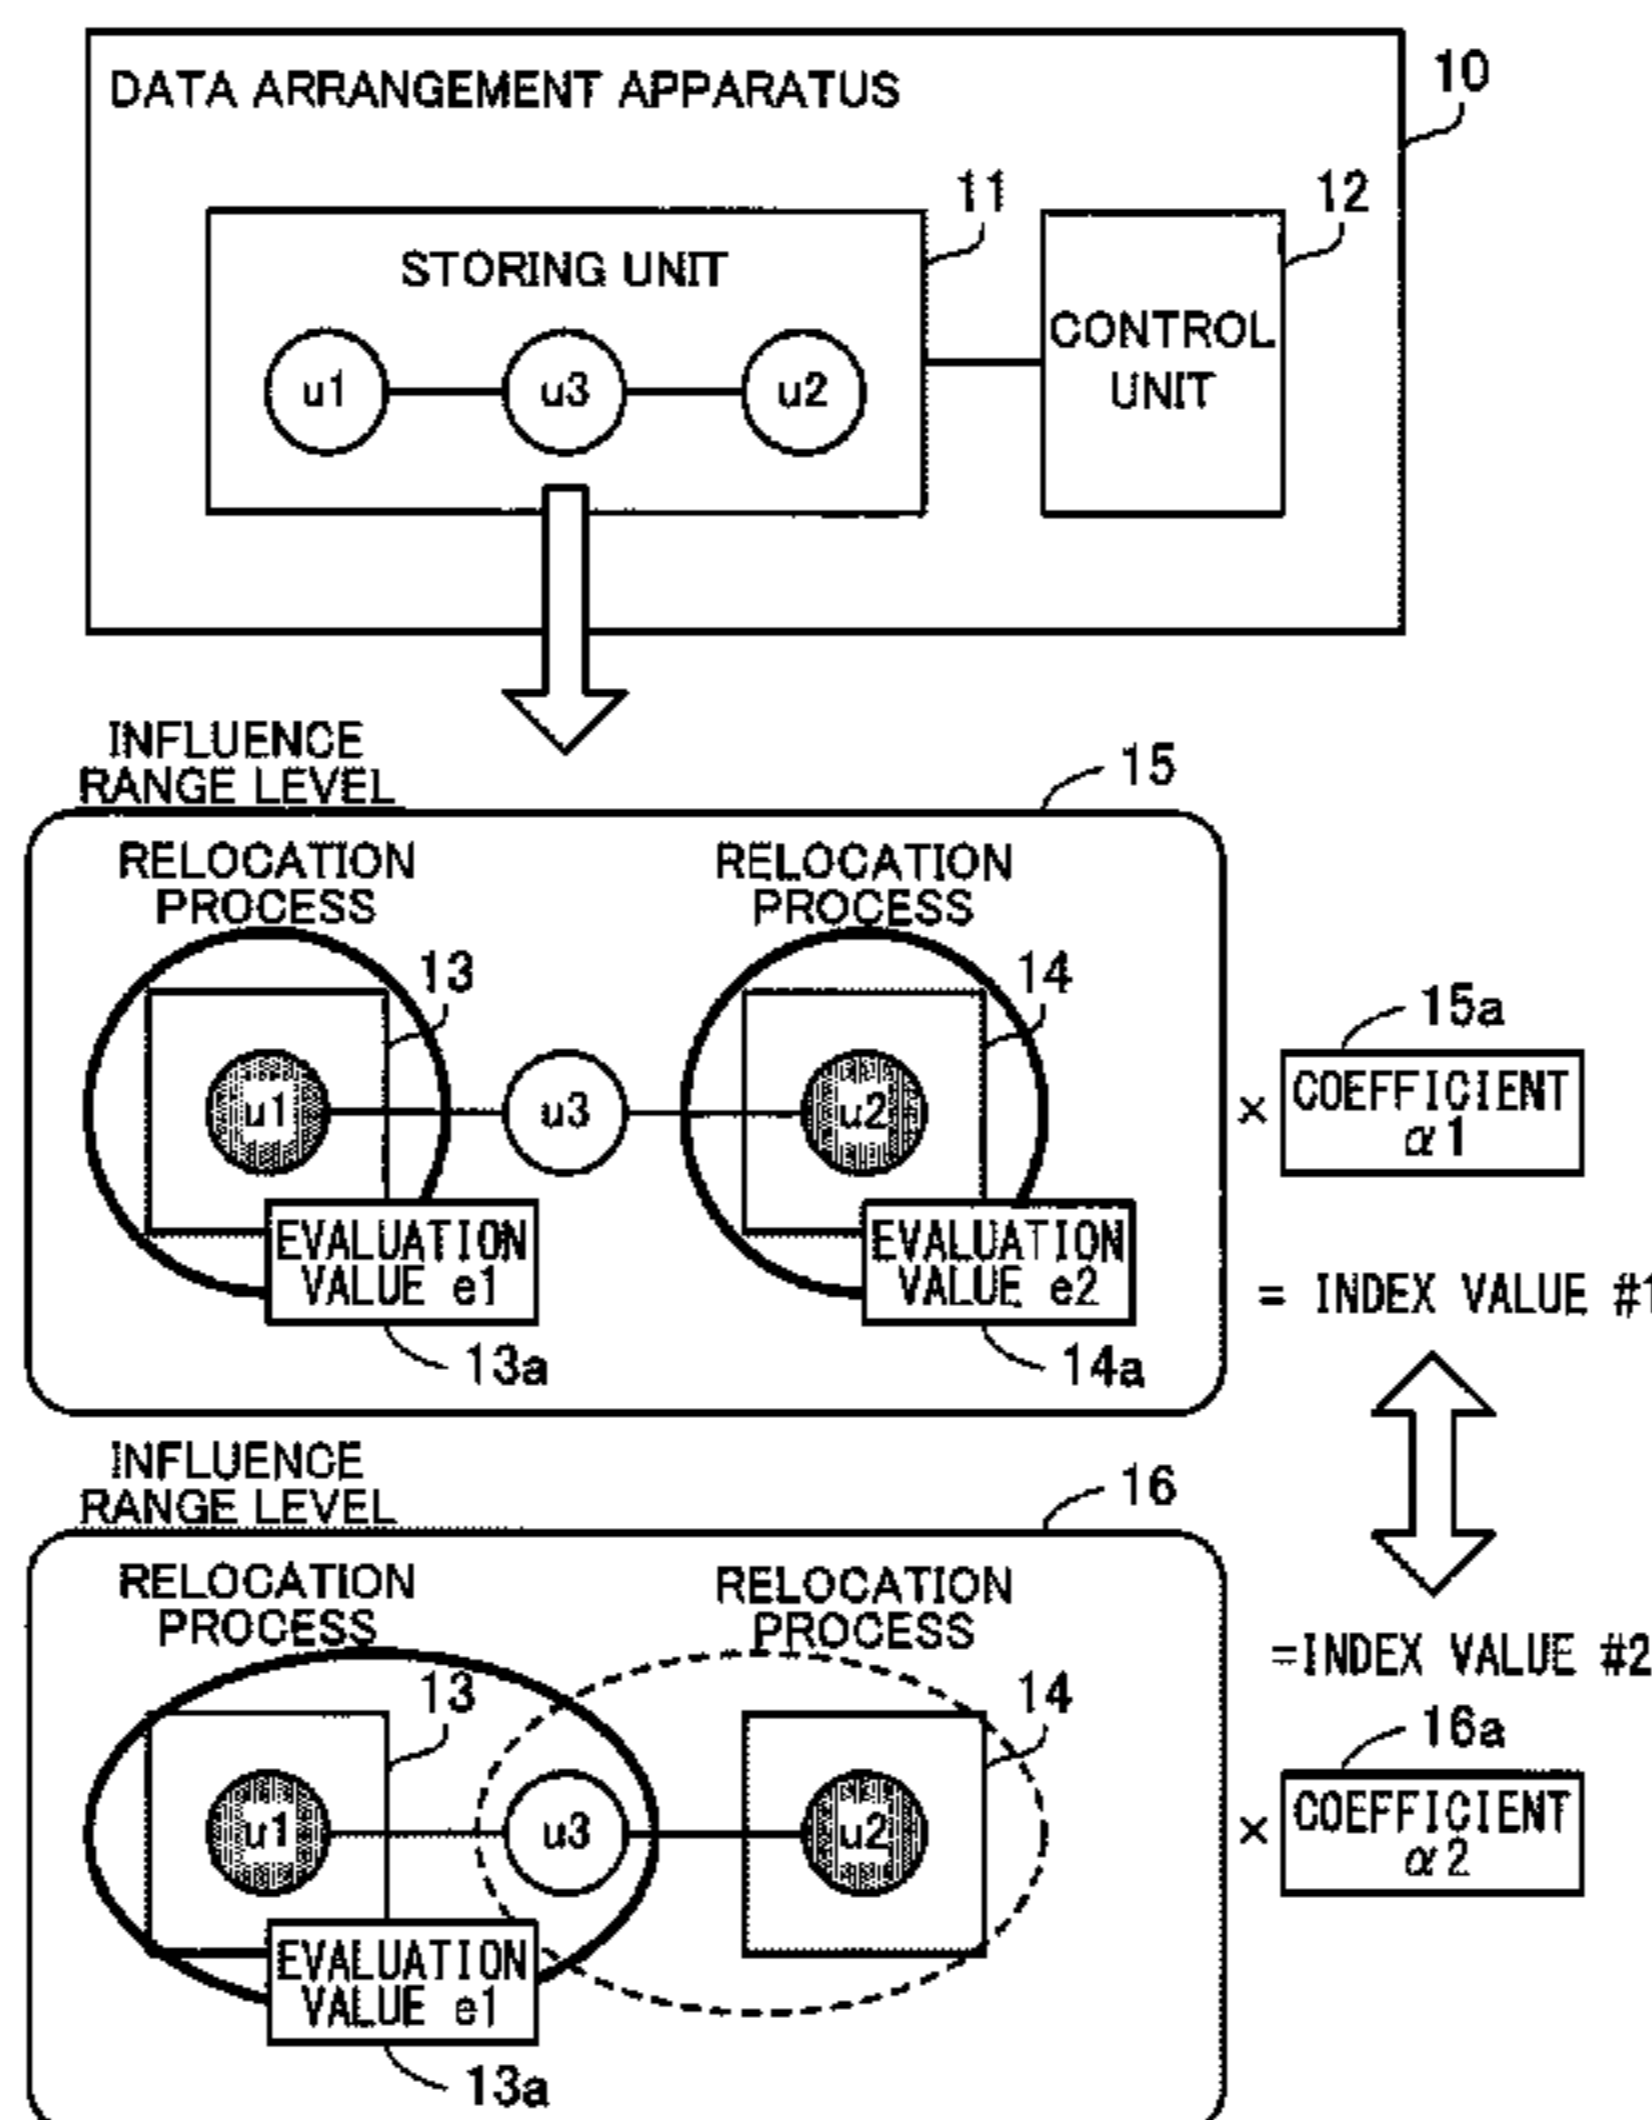 DATA ARRANGEMENT APPARATUS
10
11
12
STORING UNIT
CONTROL
UNIT
u1
u3
u2
INFLUENCE
RANGE LEVEL
15
RELOCATION
PROCESS
RELOCATION
PROCESS
13
14
15a
u1
u3
u2
×
COEFFICIENT
α1
EVALUATION
VALUE e1
EVALUATION
VALUE e2
= INDEX VALUE #1
13a
14a
INFLUENCE
RANGE LEVEL
16
RELOCATION
PROCESS
RELOCATION
PROCESS
=INDEX VALUE #2
13
14
16a
u1
u3
u2
×
COEFFICIENT
α2
EVALUATION
VALUE e1
13a